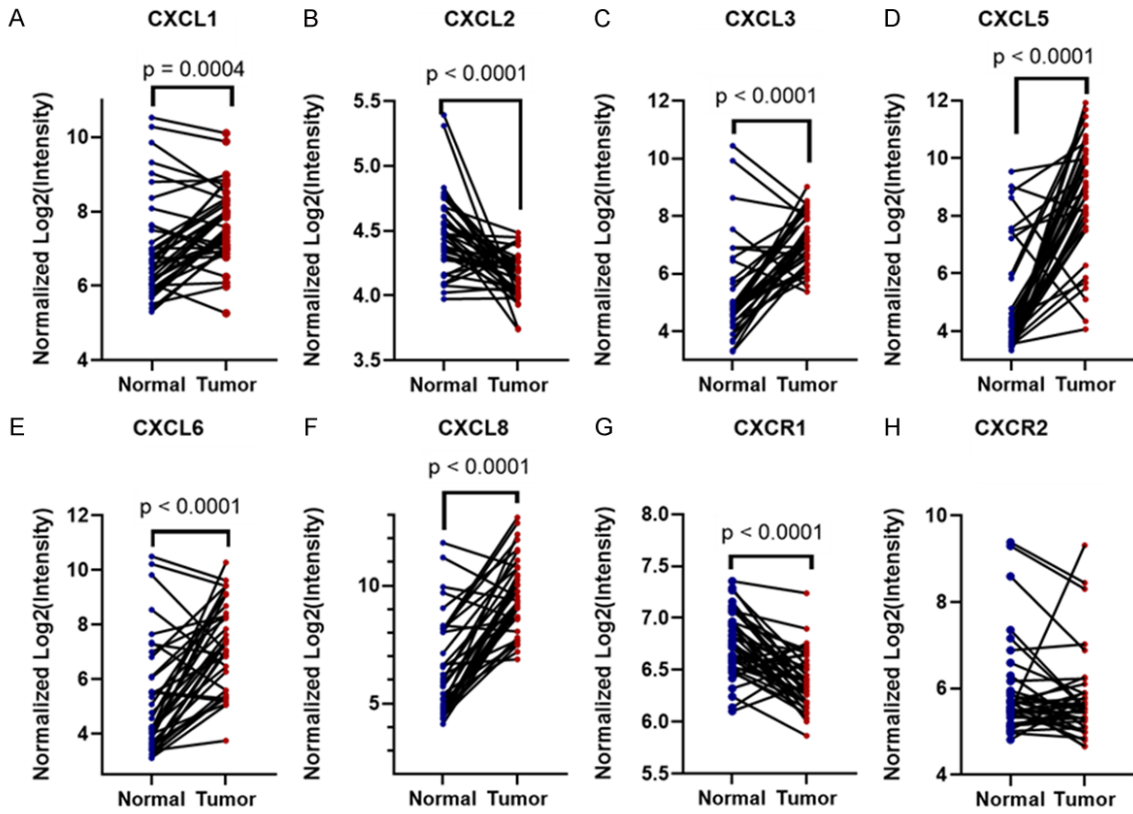 A CXCL1
p = 0.0004
Normalized Log2(Intensity)
10
8
6
4
Normal Tumor
B CXCL2
p < 0.0001
Normalized Log2(Intensity)
5.5
5.0
4.5
4.0
3.5
Normal Tumor
C CXCL3
p < 0.0001
Normalized Log2(Intensity)
12
10
8
6
4
Normal Tumor
D CXCL5
p < 0.0001
Normalized Log2(Intensity)
12
10
8
6
4
Normal Tumor
E CXCL6
p < 0.0001
Normalized Log2(Intensity)
12
10
8
6
4
Normal Tumor
F CXCL8
p < 0.0001
Normalized Log2(Intensity)
10
5
Normal Tumor
G CXCR1
p < 0.0001
Normalized Log2(Intensity)
8.0
7.5
7.0
6.5
6.0
5.5
Normal Tumor
H CXCR2
Normalized Log2(Intensity)
10
8
6
4
Normal Tumor